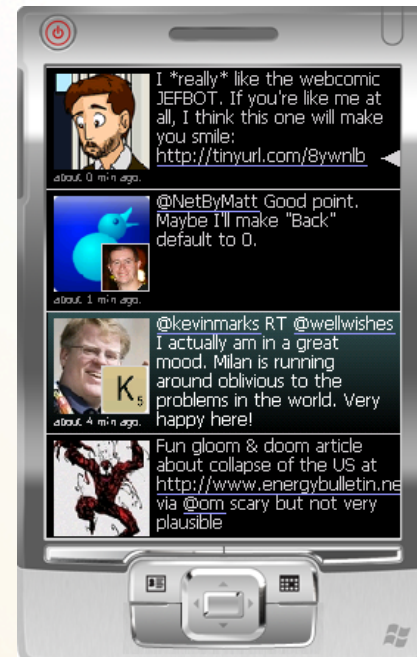 I *really* like the webcomic
JEFBOT. If you're like me at
all, I think this one will make
you smile:
http://tinyurl.com/8ywnlb
about 0 min ago.
@NetByMatt Good point.
Maybe I'll make "Back"
default to 0.
about 1 min ago.
@kevinmarks RT @wellwishes
I actually am in a great
mood. Milan is running
around oblivious to the
problems in the world. Very
happy here!
K5
about 4 min ago.
Fun gloom & doom article
about collapse of the US at
http://www.energybulletin.ne
via @om scary but not very
plausible